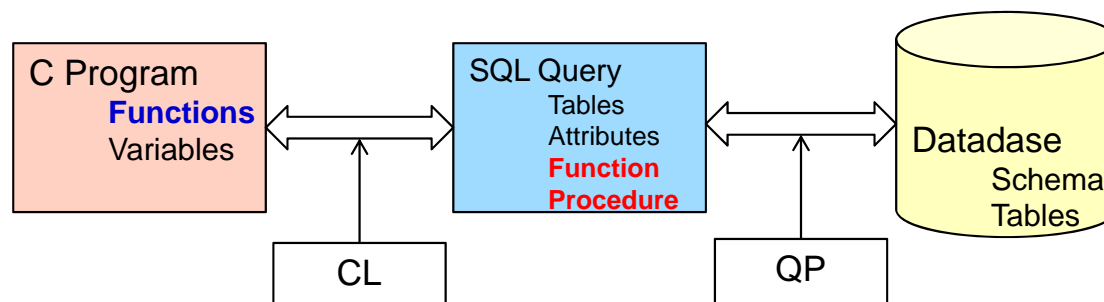 C Program
Functions
Variables
SQL Query
Tables
Attributes
Function
Procedure
Datadase
Schema
Tables
CL
QP